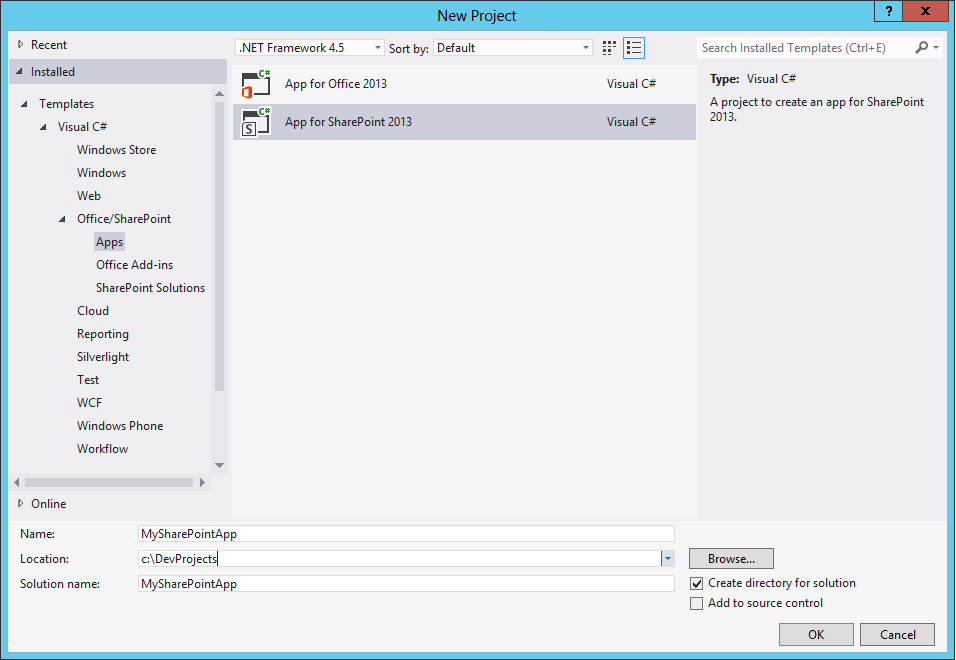 New Project
?
x
Recent
Installed
Templates
Visual C#
Windows Store
Windows
Web
Office/SharePoint
Apps
Office Add-ins
SharePoint Solutions
Cloud
Reporting
Silverlight
Test
WCF
Windows Phone
Workflow
Online
.NET Framework 4.5 Sort by: Default
C# App for Office 2013 Visual C#
C# S App for SharePoint 2013 Visual C#
Search Installed Templates (Ctrl+E)
Type: Visual C#
A project to create an app for SharePoint
2013.
Name: MySharePointApp
Location: c:\DevProjects
Browse...
Solution name: MySharePointApp
Create directory for solution
Add to source control
OK Cancel